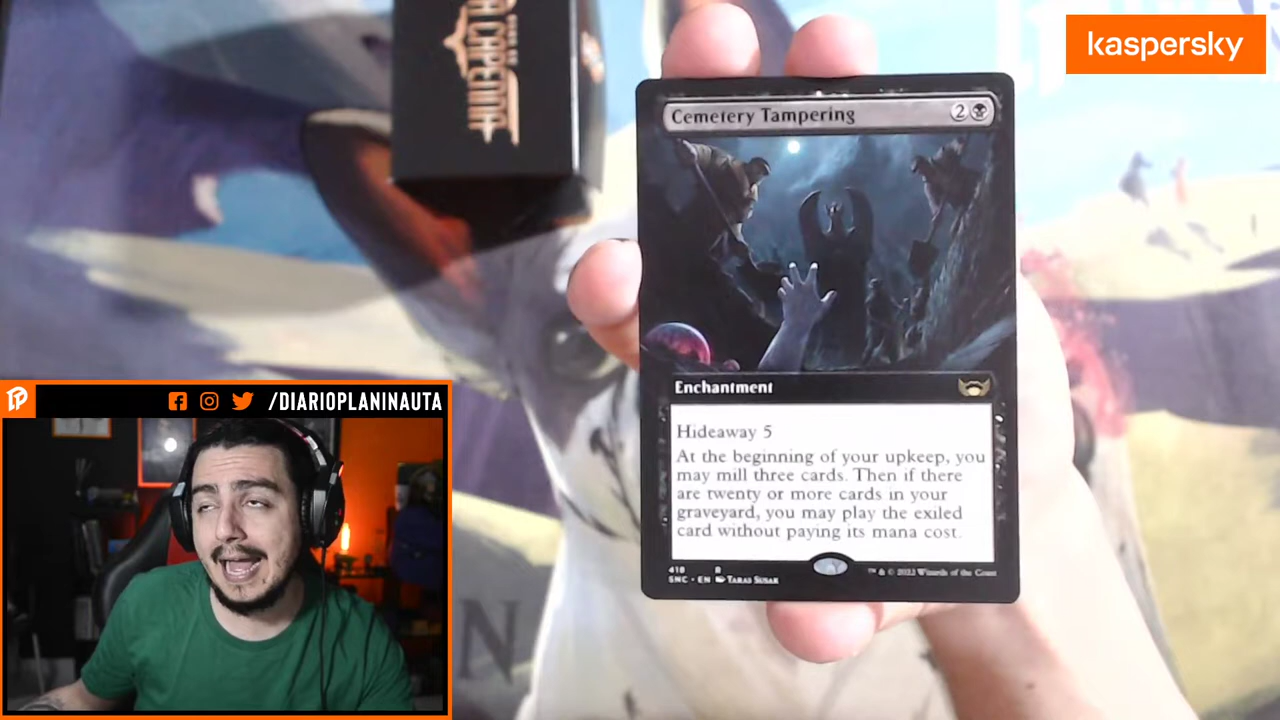 kaspersky
CAPENNA
Cemetery Tampering 2
Enchantment
Hideaway 5
At the beginning of your upkeep, you
may mill three cards. Then if there
are twenty or more cards in your
graveyard, you may play the exiled
card without paying its mana cost.
418 R
SNC • EN Taras Susak
™ & © 2022 Wizards of the Coast
/DIARIOPLANINAUTA